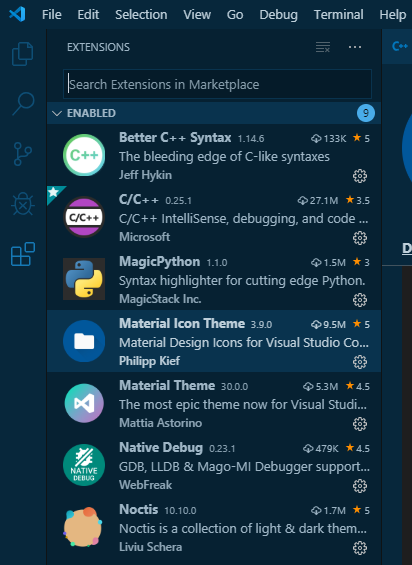 File Edit Selection View Go Debug Terminal Help
EXTENSIONS
Search Extensions in Marketplace
ENABLED 9
Better C++ Syntax 1.14.6 133K 5
The bleeding edge of C-like syntaxes
Jeff Hykin
C/C++ 0.25.1 27.1M 3.5
C/C++ IntelliSense, debugging, and code ...
Microsoft
MagicPython 1.1.0 1.5M 3
Syntax highlighter for cutting edge Python.
MagicStack Inc.
Material Icon Theme 3.9.0 9.5M 5
Material Design Icons for Visual Studio Co...
Philipp Kief
Material Theme 30.0.0 5.3M 4.5
The most epic theme now for Visual Studi...
Mattia Astorino
Native Debug 0.23.1 479K 4.5
GDB, LLDB & Mago-MI Debugger support...
WebFreak
Noctis 10.10.0 1.7M 5
Noctis is a collection of light & dark them...
Liviu Schera
C++
C/C++
NATIVE
DEBUG
C++
D